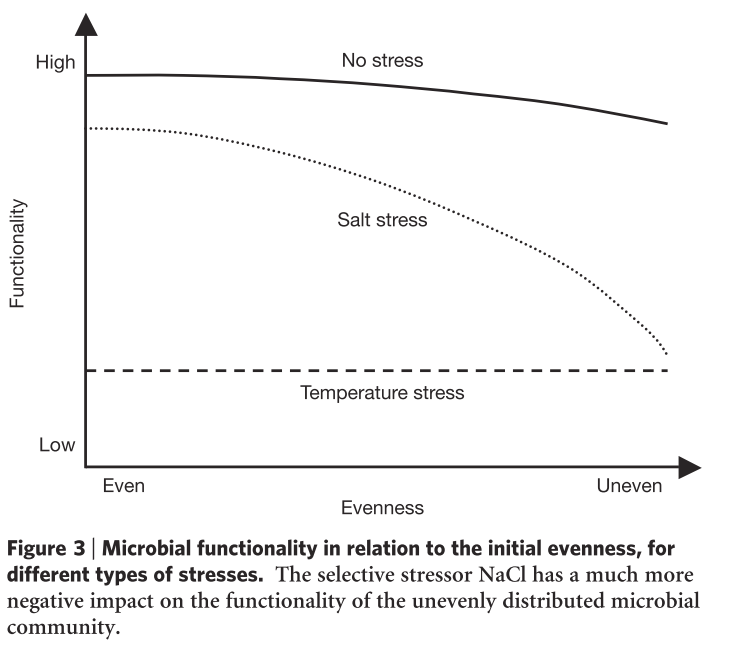 High
No stress
Salt stress
Functionality
Temperature stress
Low
Even
Uneven
Evenness
Figure 3 | Microbial functionality in relation to the initial evenness, for
different types of stresses. The selective stressor NaCl has a much more
negative impact on the functionality of the unevenly distributed microbial
community.